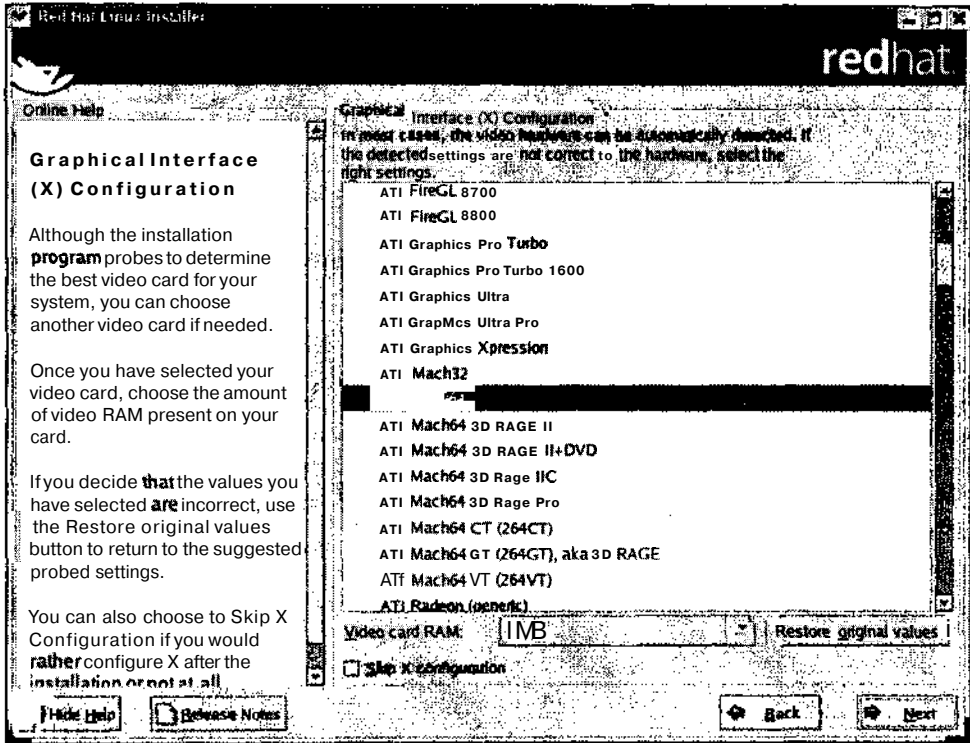 Red Hat Linux Installer
redhat.
Online Help
Graphical Interface
(X) Configuration
Although the installation
program probes to determine
the best video card for your
system, you can choose
another video card if needed.
Once you have selected your
video card, choose the amount
of video RAM present on your
card.
If you decide that the values you
have selected are incorrect, use
the Restore original values
button to return to the suggested
probed settings.
You can also choose to Skip X
Configuration if you would
rather configure X after the
installation or not at all.
Graphical Interface (X) Configuration
In most cases, the video hardware can be automatically detected. If
the detected settings are not correct to the hardware, select the
right settings.
ATI FireGL 8700
ATI FireGL 8800
ATI Graphics Pro Turbo
ATI Graphics Pro Turbo 1600
ATI Graphics Ultra
ATI GrapMcs Ultra Pro
ATI Graphics Xpression
ATI Mach32
ATI Mach64 3D RAGE II
ATI Mach64 3D RAGE II+DVD
ATI Mach64 3D Rage IIC
ATI Mach64 3D Rage Pro
ATI Mach64 CT (264CT)
ATI Mach64 GT (264GT), aka 3D RAGE
ATf Mach64 VT (264VT)
ATI Radeon (generic)
Video card RAM: IMB
Restore original values
Skip X configuration
Hide Help
Release Notes
Back
Next